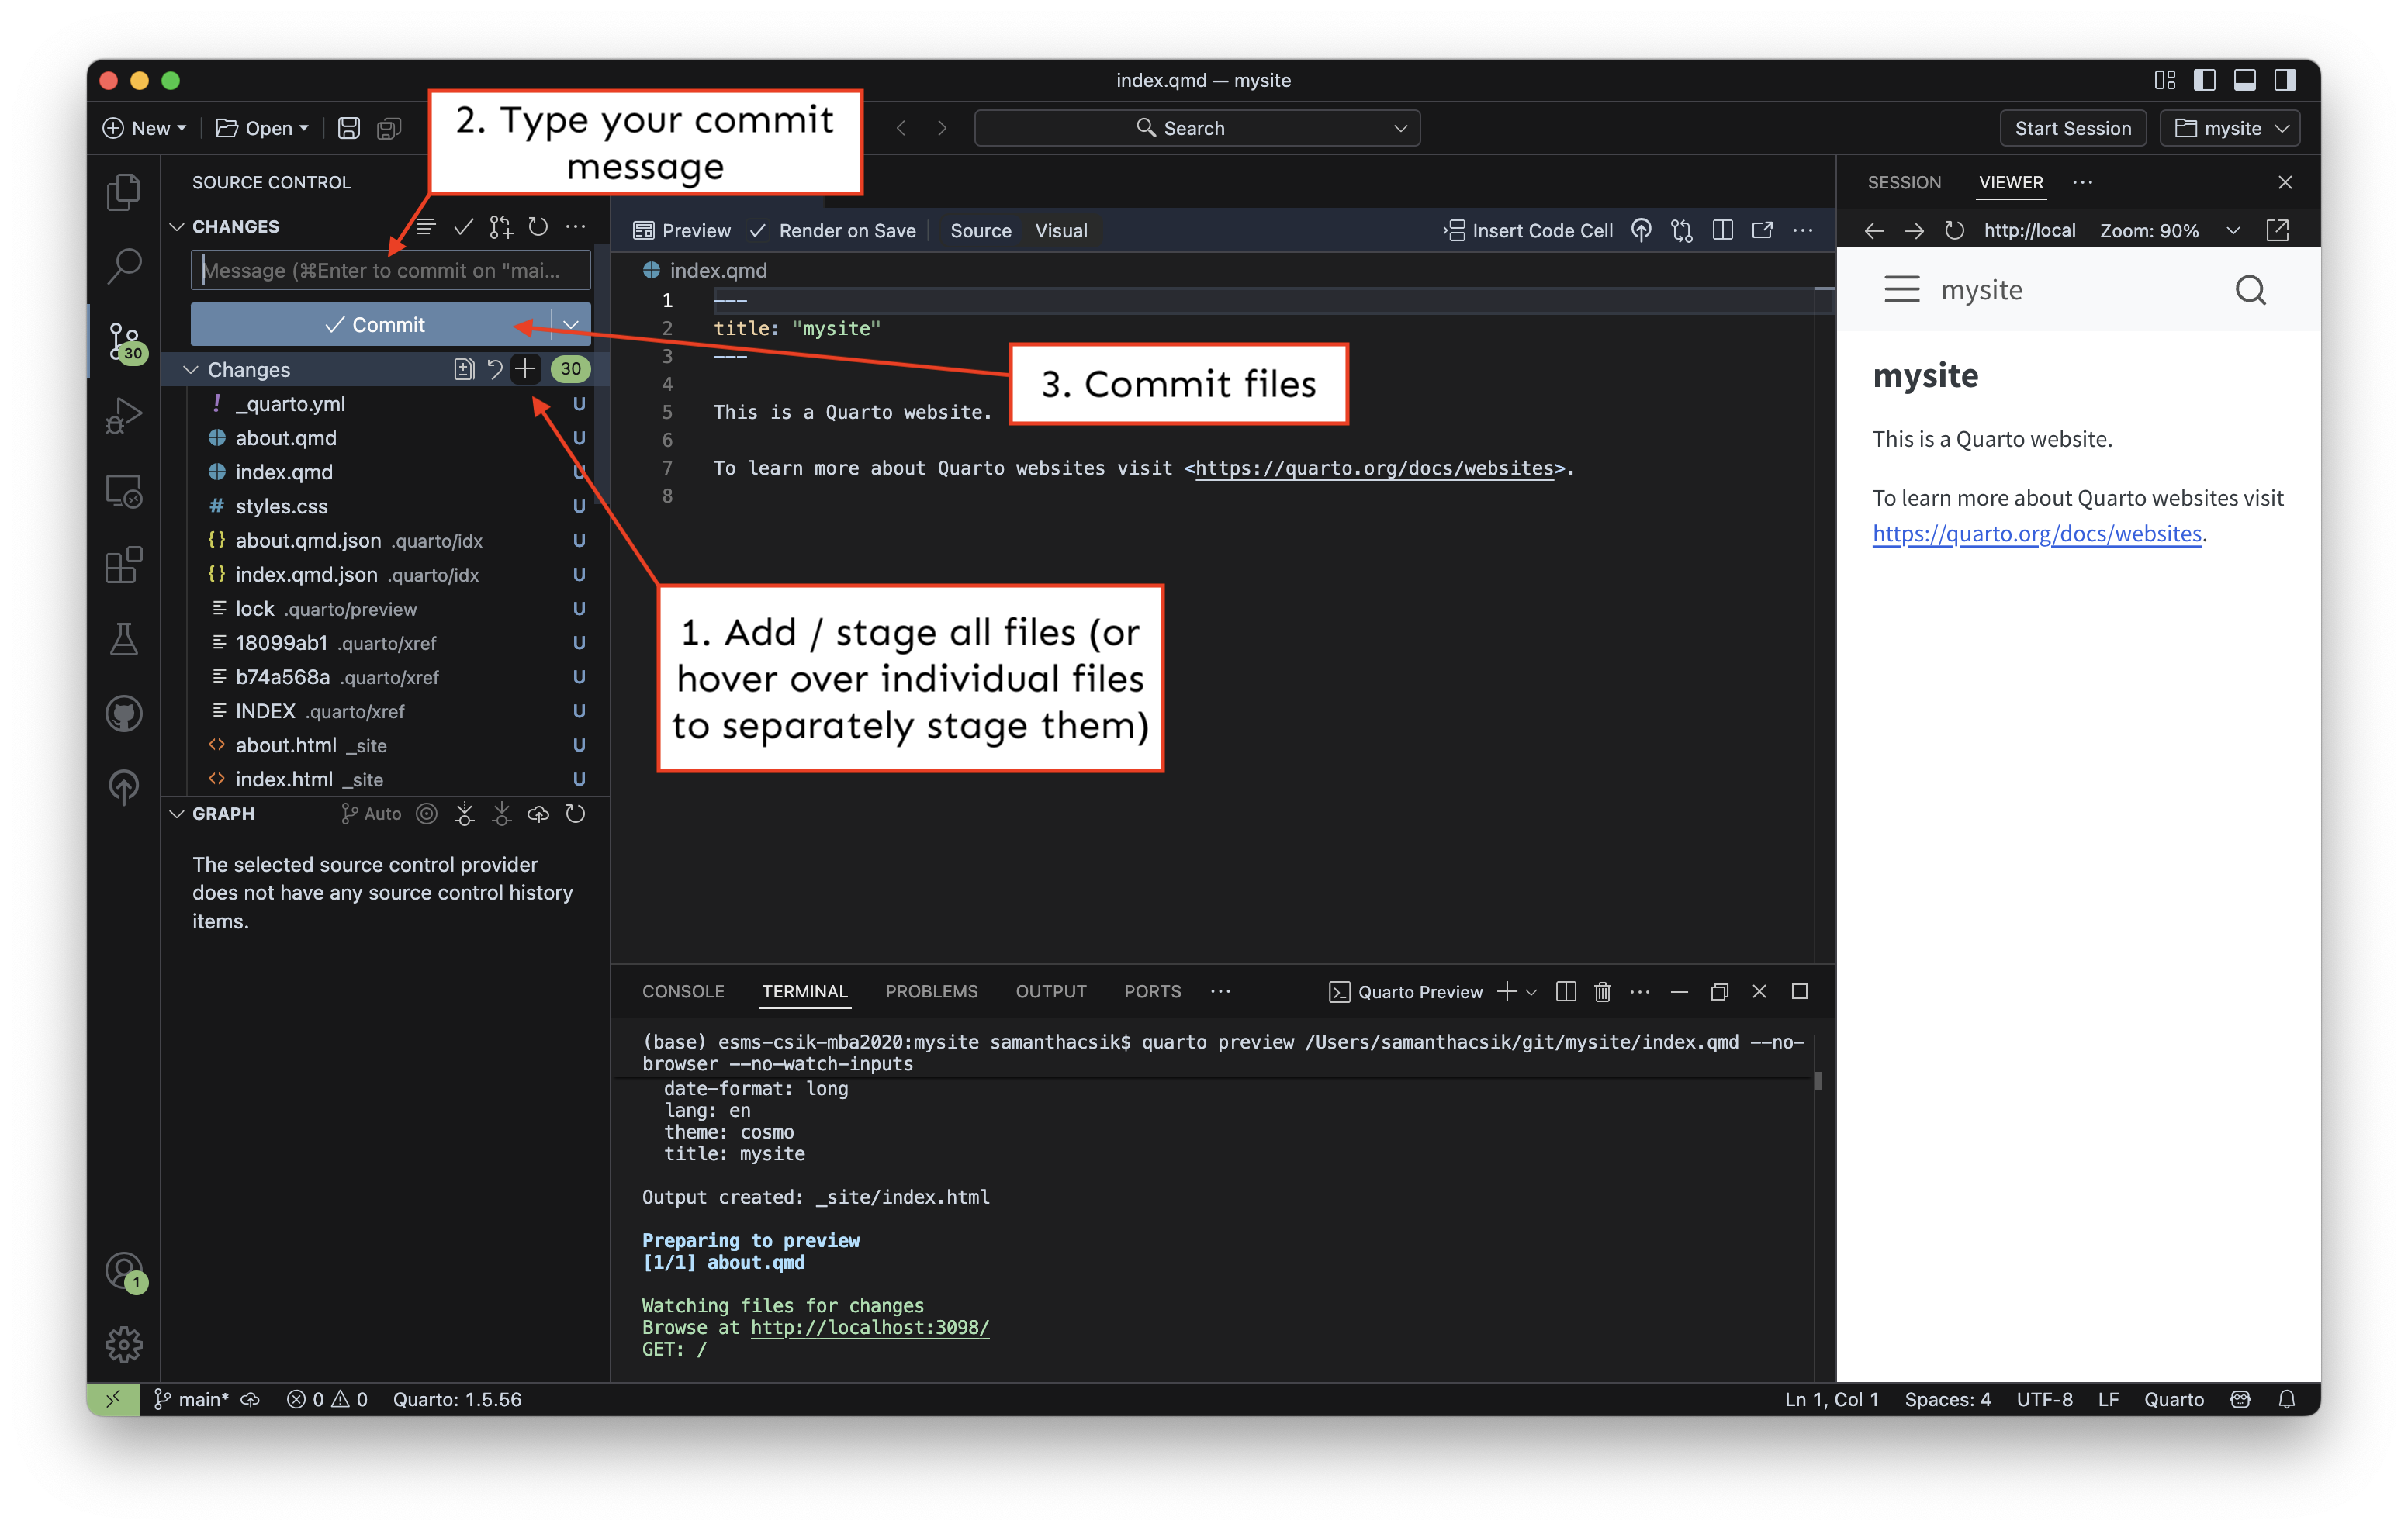 index.qmd — mysite
New
Open
Search
Start Session
mysite
2. Type your commit
message
SOURCE CONTROL
CHANGES
Message (⌘Enter to commit on "mai...
Commit
Changes
30
30
_quarto.yml U
about.qmd U
index.qmd U
styles.css U
about.qmd.json .quarto/idx U
index.qmd.json .quarto/idx U
lock .quarto/preview U
18099ab1 .quarto/xref U
b74a568a .quarto/xref U
INDEX .quarto/xref U
about.html _site U
index.html _site U
GRAPH
Auto
The selected source control provider
does not have any source control history
items.
1
Preview
Render on Save
Source
Visual
Insert Code Cell
index.qmd
1 ---
2 title: "mysite"
3 ---
4
5 This is a Quarto website.
6
7 To learn more about Quarto websites visit <https://quarto.org/docs/websites>.
8
3. Commit files
1. Add / stage all files (or
hover over individual files
to separately stage them)
CONSOLE
TERMINAL
PROBLEMS
OUTPUT
PORTS
Quarto Preview
(base) esms-csik-mba2020:mysite samanthacsik$ quarto preview /Users/samanthacsik/git/mysite/index.qmd --no-
browser --no-watch-inputs
date-format: long
lang: en
theme: cosmo
title: mysite
Output created: _site/index.html
Preparing to preview
[1/1] about.qmd
Watching files for changes
Browse at http://localhost:3098/
GET: /
SESSION
VIEWER
http://local
Zoom: 90%
mysite
mysite
This is a Quarto website.
To learn more about Quarto websites visit
https://quarto.org/docs/websites.
main*
0
0
Quarto: 1.5.56
Ln 1, Col 1
Spaces: 4
UTF-8
LF
Quarto